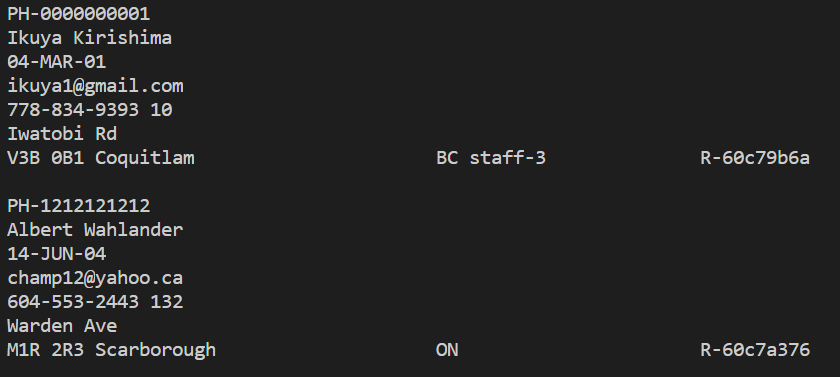 PH-0000000001
Ikuya Kirishima
04-MAR-01
ikuya1@gmail.com
778-834-9393 10
Iwatobi Rd
V3B 0B1 Coquitlam BC staff-3 R-60c79b6a
PH-1212121212
Albert Wahlander
14-JUN-04
champ12@yahoo.ca
604-553-2443 132
Warden Ave
M1R 2R3 Scarborough ON R-60c7a376